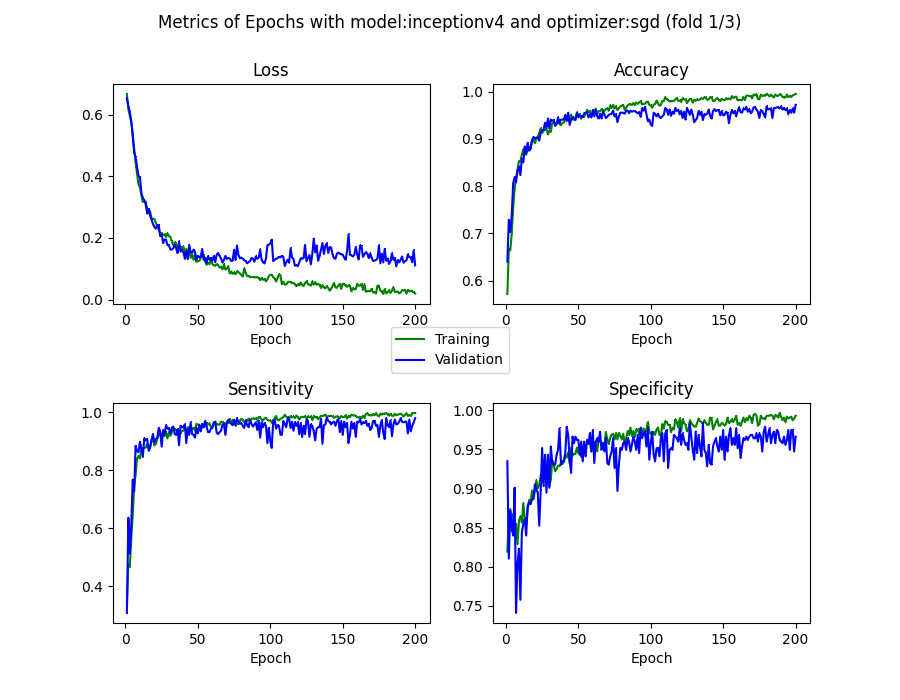 Metrics of Epochs with model:inceptionv4 and optimizer:sgd (fold 1/3)
Loss
0.6
0.4
0.2
0.0
0 50 100 150 200
Epoch
Accuracy
1.0
0.9
0.8
0.7
0.6
0 50 100 150 200
Epoch
Training
Validation
Sensitivity
1.0
0.8
0.6
0.4
0 50 100 150 200
Epoch
Specificity
1.00
0.95
0.90
0.85
0.80
0.75
0 50 100 150 200
Epoch